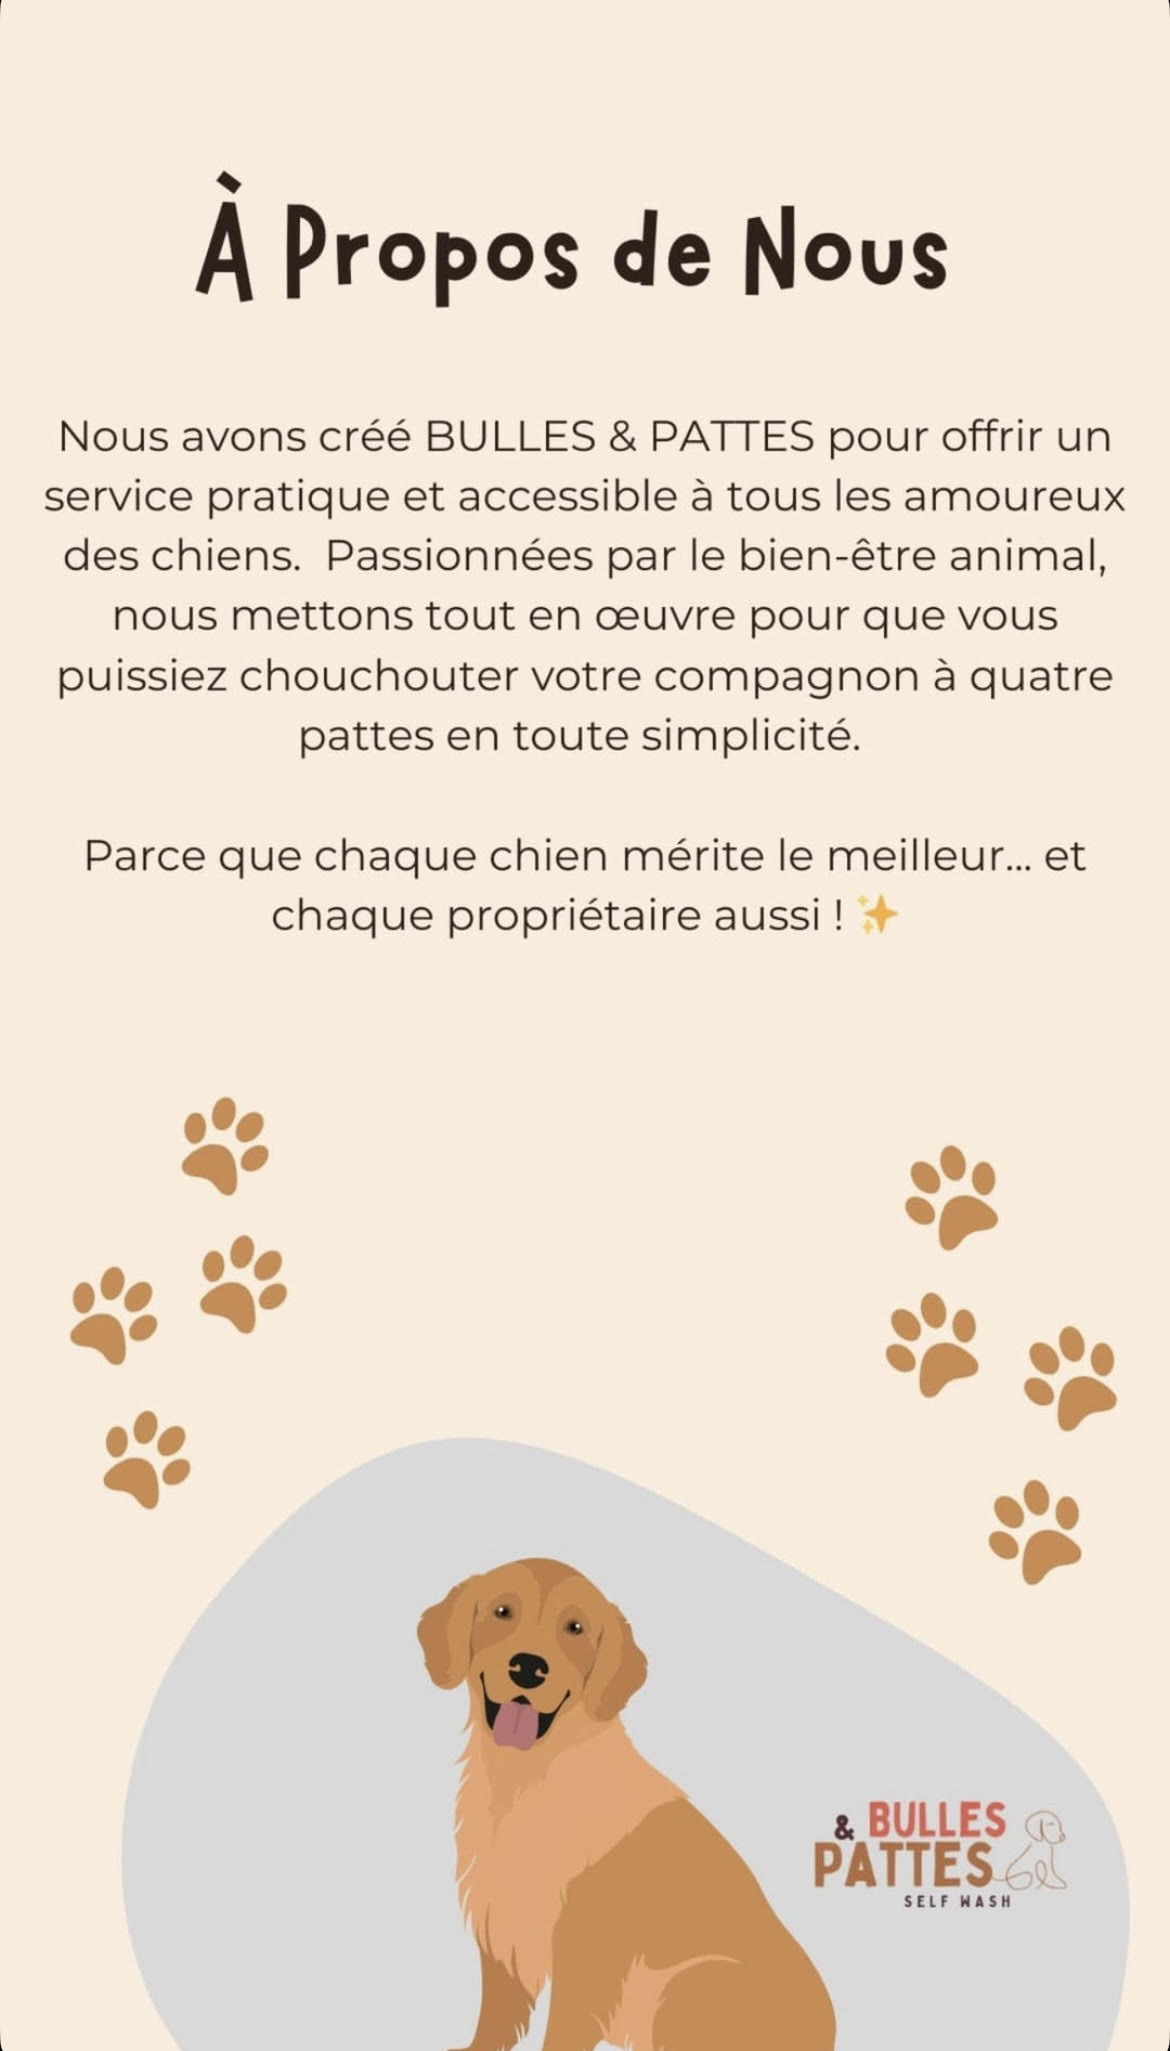 À Propos de Nous
Nous avons créé BULLES & PATTES pour offrir un
service pratique et accessible à tous les amoureux
des chiens.  Passionnées par le bien-être animal,
nous mettons tout en œuvre pour que vous
puissiez chouchouter votre compagnon à quatre
pattes en toute simplicité.
Parce que chaque chien mérite le meilleur... et
chaque propriétaire aussi ! ✨
& BULLES
PATTES
SELF WASH